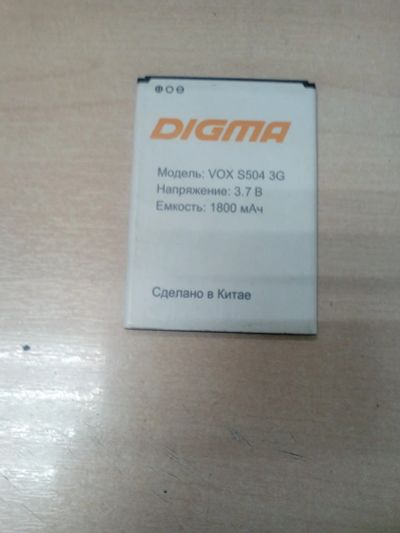 DIGMA
Модель: VOX S504 3G
Напряжение: 3.7 В
Емкость: 1800 мАч
Сделано в Китае